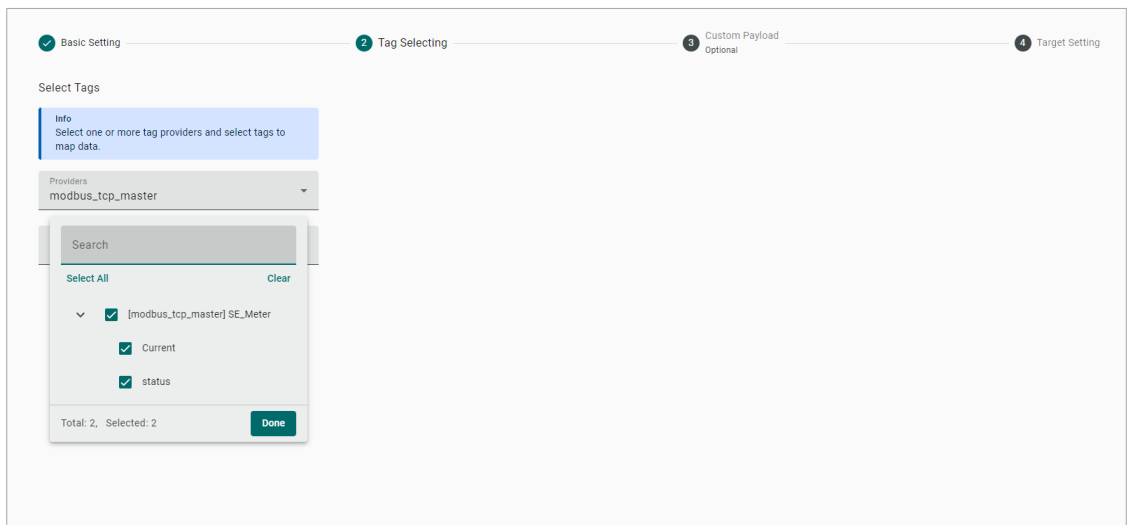 Basic Setting
2 Tag Selecting
3 Custom Payload
Optional
4 Target Setting
Select Tags
Info
Select one or more tag providers and select tags to
map data.
Providers
modbus_tcp_master
Search
Select All Clear
[modbus_tcp_master] SE_Meter
Current
status
Total: 2, Selected: 2 Done